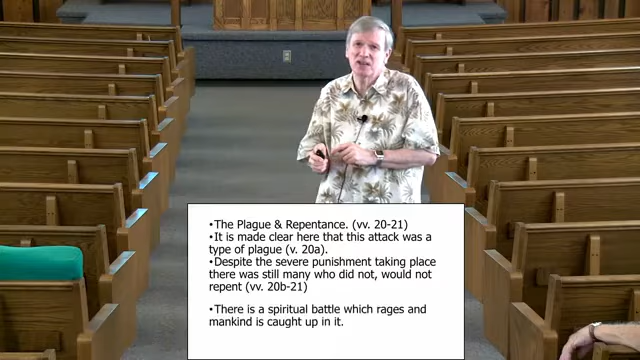 •The Plague & Repentance. (vv. 20-21)
•It is made clear here that this attack was a
type of plague (v. 20a).
•Despite the severe punishment taking place
there was still many who did not, would not
repent (vv. 20b-21)
•There is a spiritual battle which rages and
mankind is caught up in it.